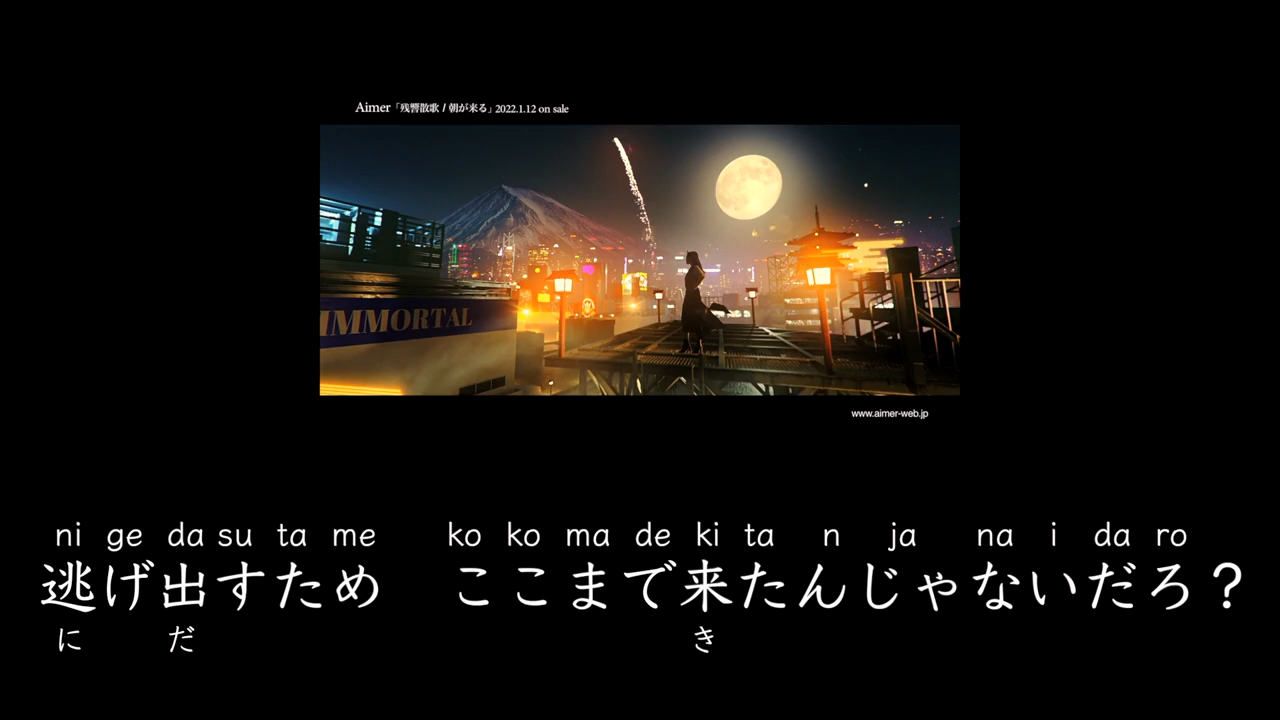 Aimer「残響散歌 / 朝が来る」2022.1.12 on sale
IMMORTAL
www.aimer-web.jp
ni ge da su ta me ko ko ma de ki ta n ja na i da ro
逃げ出すため ここまで来たんじゃないだろ？
に だ き